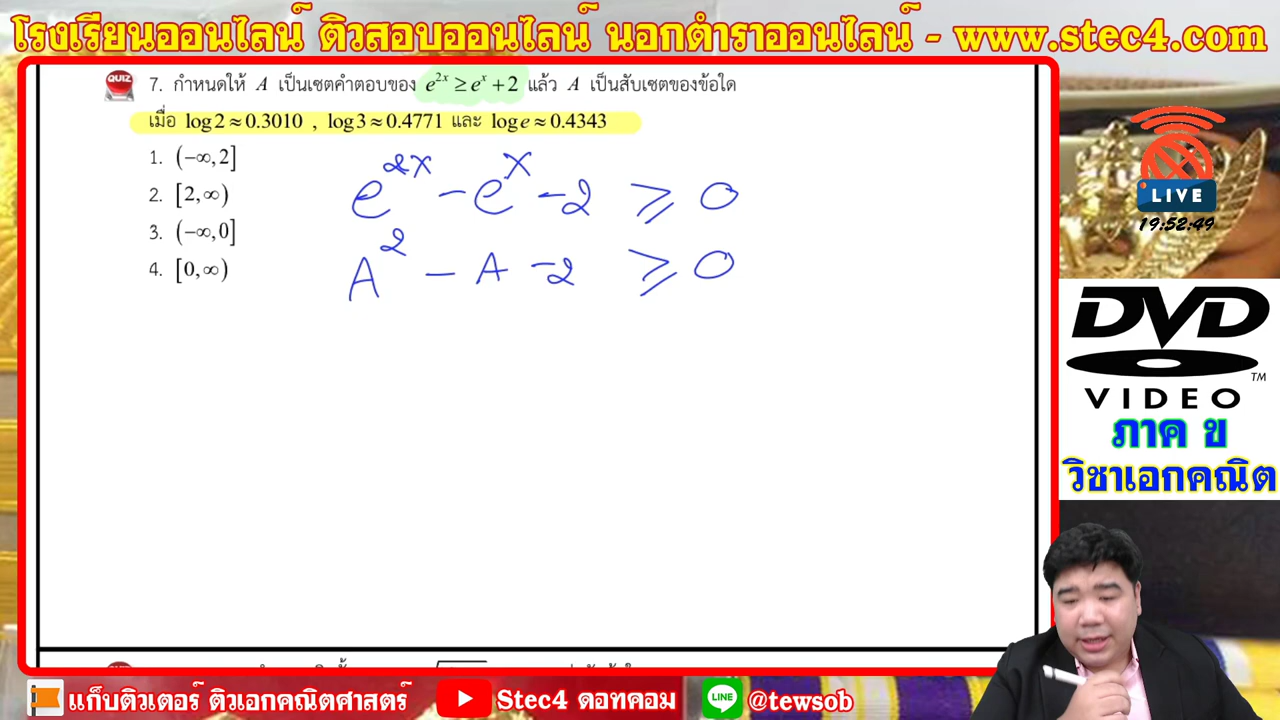 โรงเรียนออนไลน์ ติวสอบออนไลน์ นอกตำราออนไลน์ - www.stec4.com
QUIZ
7. กำหนดให้ A เป็นเซตคำตอบของ e^{2x} ≥ e^x + 2 แล้ว A เป็นสับเซตของข้อใด
เมื่อ log 2 ≈ 0.3010 , log 3 ≈ 0.4771 และ log e ≈ 0.4343
1. (−∞, 2]
2. [2, ∞)
3. (−∞, 0]
4. [0, ∞)
e^{2x} − e^x − 2 ≥ 0
A^2 − A − 2 ≥ 0
LIVE
19:52:49
DVD
TM
VIDEO
ภาค ข
วิชาเอกคณิต
แก๊บติวเตอร์ ติวเอกคณิตศาสตร์
Stec4 ดอทคอม
LINE
@tewsob